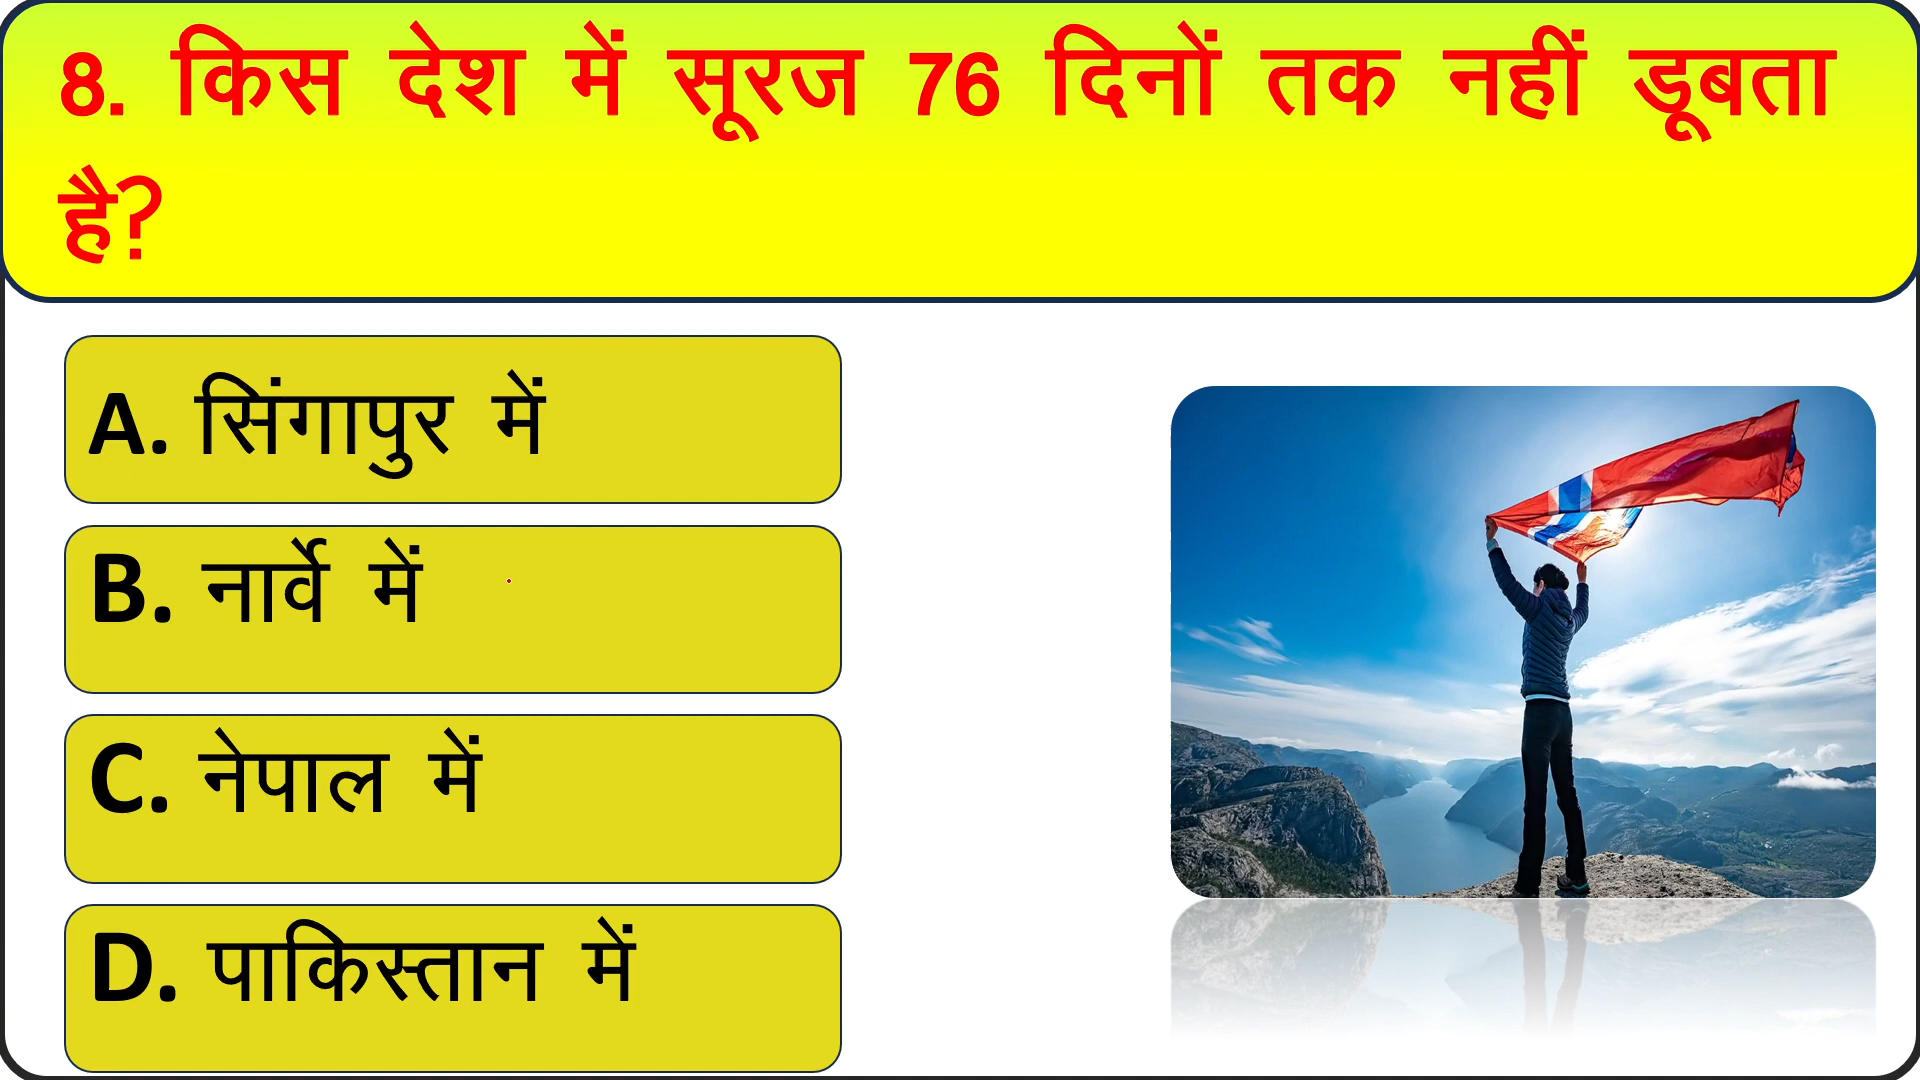 8. किस देश में सूरज 76 दिनों तक नहीं डूबता
है?
A. सिंगापुर में
B. नार्वे में
C. नेपाल में
D. पाकिस्तान में